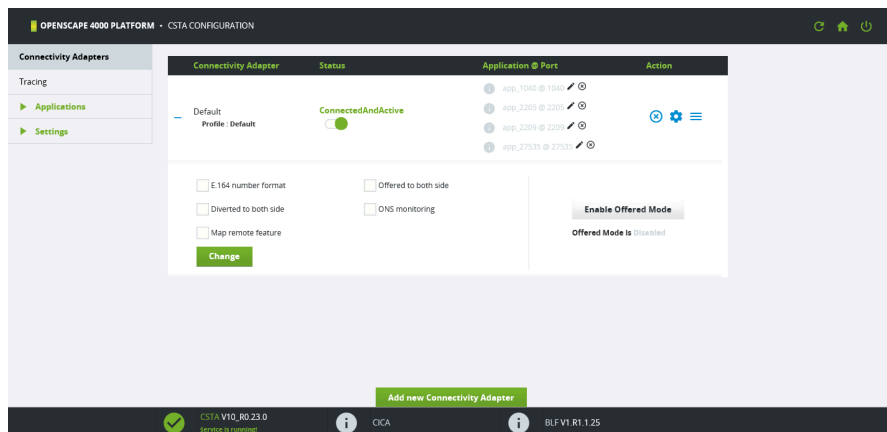 OPENSCAPE 4000 PLATFORM • CSTA CONFIGURATION
Connectivity Adapters
Tracing
Applications
Settings
Connectivity Adapter Status Application @ Port Action
Default
Profile : Default
ConnectedAndActive
app_1040 @ 1040
app_2205 @ 2205
app_2209 @ 2209
app_27535 @ 27535
E.164 number format Offered to both side
Diverted to both side ONS monitoring
Map remote feature
Change
Enable Offered Mode
Offered Mode is Disabled
Add new Connectivity Adapter
CSTA V10_R0.23.0
Service is running!
CICA
BLF V1.R1.1.25